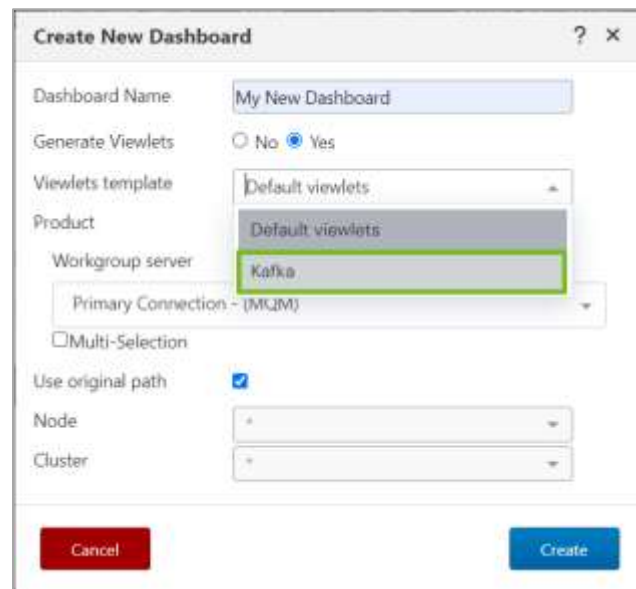 Create New Dashboard ? ×
Dashboard Name My New Dashboard
Generate Viewlets No Yes
Viewlets template Default viewlets
Product Default viewlets
Workgroup server Kafka
Primary Connection - (MQM)
Multi-Selection
Use original path
Node *
Cluster *
Cancel Create